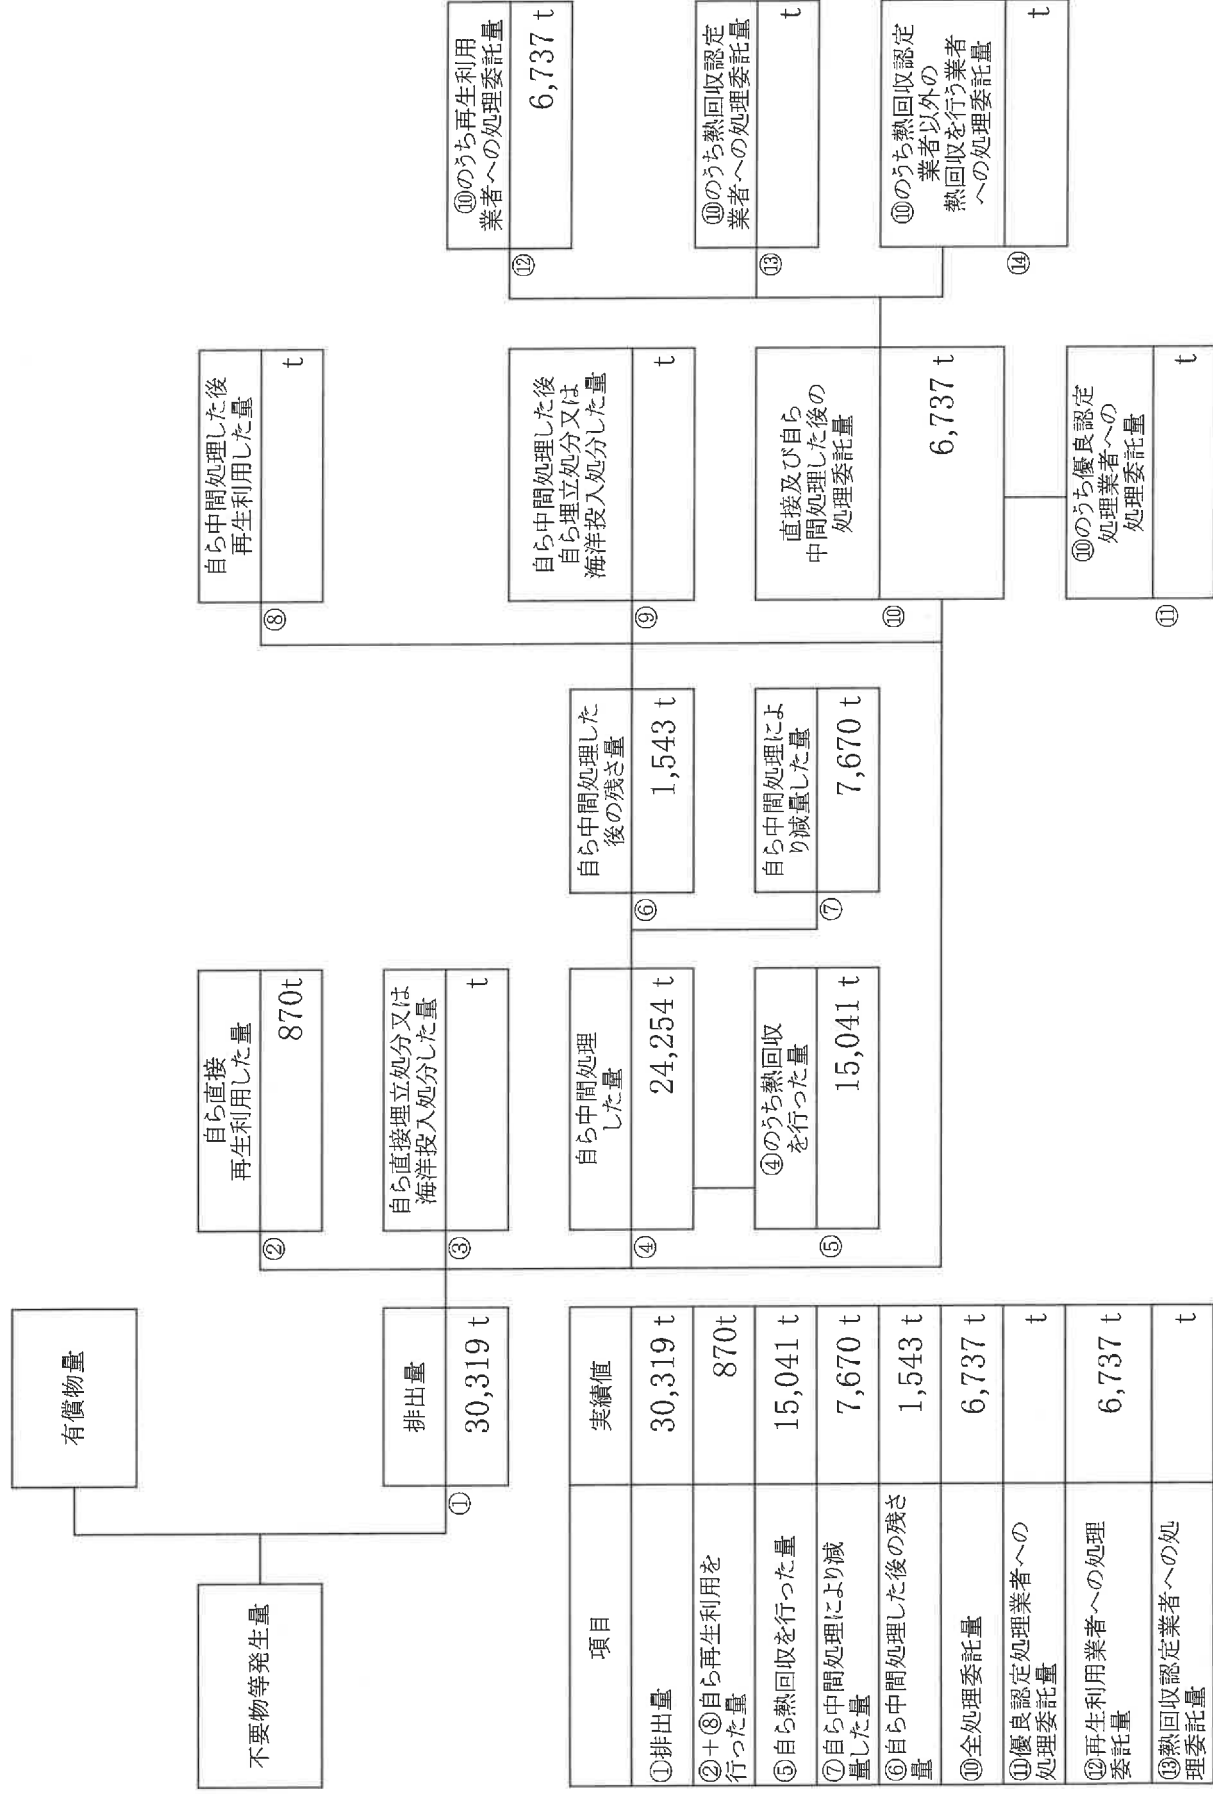 有償物量
不要物等発生量
①
排出量
30,319 t
②
自ら直接
再生利用した量
870t
③
自ら直接埋立処分又は
海洋投入処分した量
t
④
自ら中間処理
した量
24,254 t
⑤
④のうち熱回収
を行った量
15,041 t
⑥
自ら中間処理した
後の残さ量
1,543 t
⑦
自ら中間処理によ
り減量した量
7,670 t
⑧
自ら中間処理した後
再生利用した量
t
⑨
自ら中間処理した後
自ら埋立処分又は
海洋投入処分した量
t
⑩
直接及び自ら
中間処理した後の
処理委託量
6,737 t
⑪
⑩のうち優良認定
処理業者への
処理委託量
t
⑫
⑩のうち再生利用
業者への処理委託量
6,737 t
⑬
⑩のうち熱回収認定
業者への処理委託量
t
⑭
⑩のうち熱回収認定
業者以外の
熱回収を行う業者
への処理委託量
t
項目 実績値
①排出量 30,319 t
②+⑧自ら再生利用を
行った量 870t
⑤自ら熱回収を行った量 15,041 t
⑦自ら中間処理により減
量した量 7,670 t
⑥自ら中間処理した後の残さ
量 1,543 t
⑩全処理委託量 6,737 t
⑪優良認定処理業者への
処理委託量 t
⑫再生利用業者への処理
委託量 6,737 t
⑬熱回収認定業者への処
理委託量 t